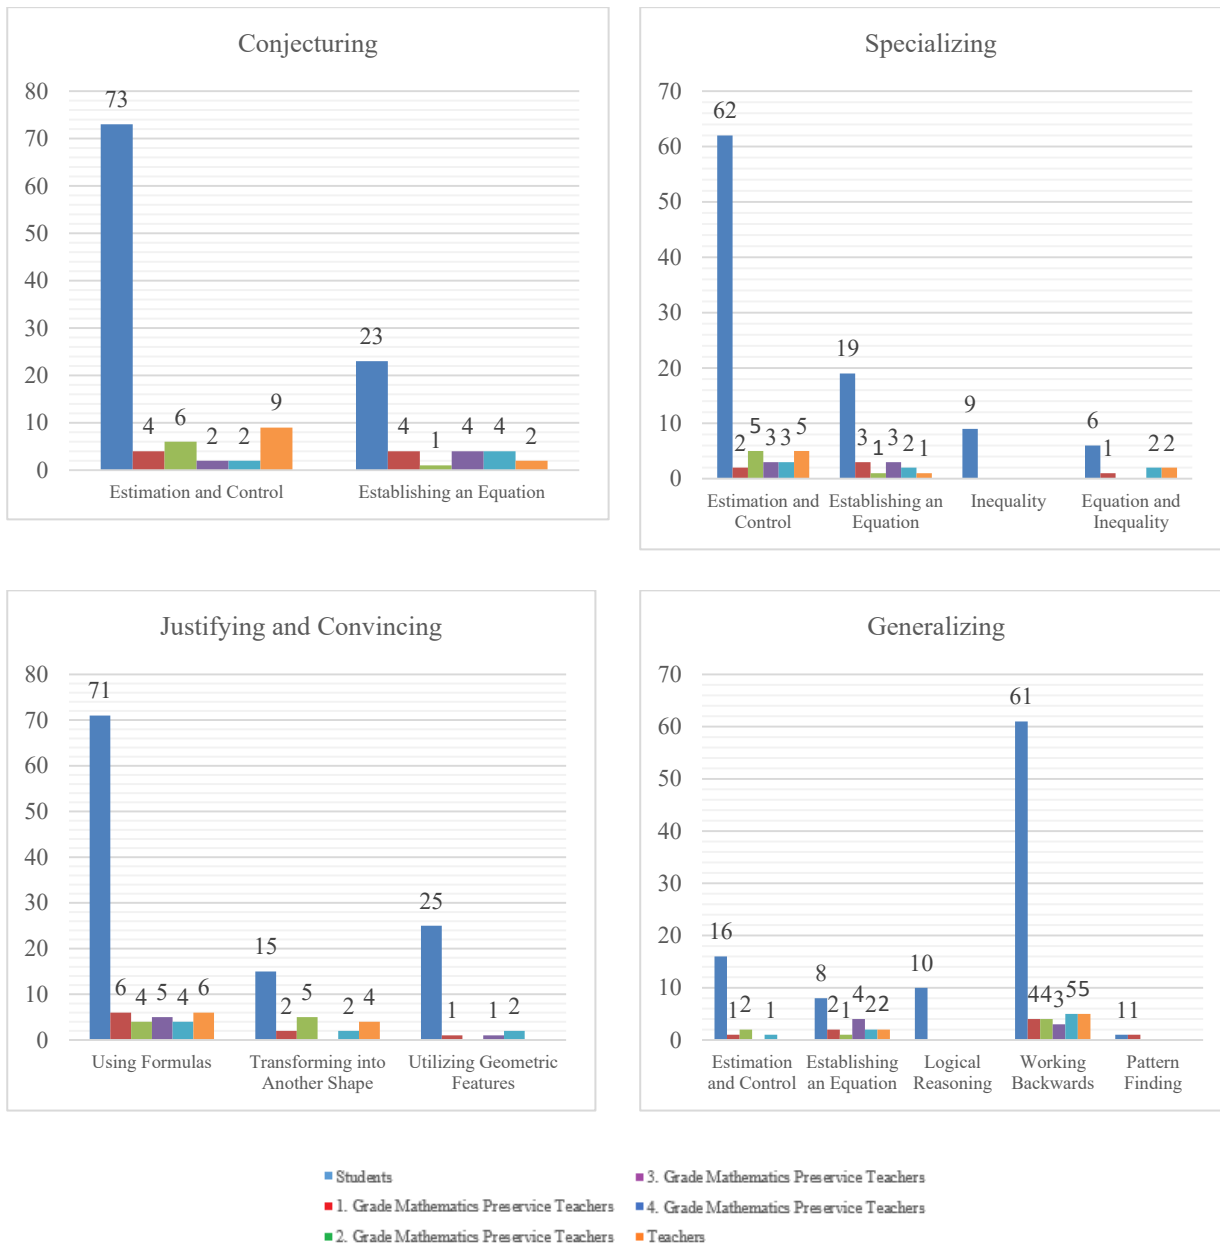 Conjecturing
80
70
60
50
40
30
20
10
0
73
4
6
2
2
9
23
4
1
4
4
2
Estimation and Control
Establishing an Equation
Specializing
70
60
50
40
30
20
10
0
62
2
5
3
3
5
19
3
1
3
2
1
9
6
1
2
2
Estimation and
Control
Establishing an
Equation
Inequality
Equation and
Inequality
Justifying and Convincing
80
70
60
50
40
30
20
10
0
71
6
4
5
4
6
15
2
5
2
4
25
1
1
2
Using Formulas
Transforming into
Another Shape
Utilizing Geometric
Features
Generalizing
70
60
50
40
30
20
10
0
16
1
2
1
8
2
1
4
2
2
10
61
4
4
3
5
5
1
1
Estimation
and Control
Establishing
an Equation
Logical
Reasoning
Working
Backwards
Pattern
Finding
Students
1. Grade Mathematics Preservice Teachers
2. Grade Mathematics Preservice Teachers
3. Grade Mathematics Preservice Teachers
4. Grade Mathematics Preservice Teachers
Teachers